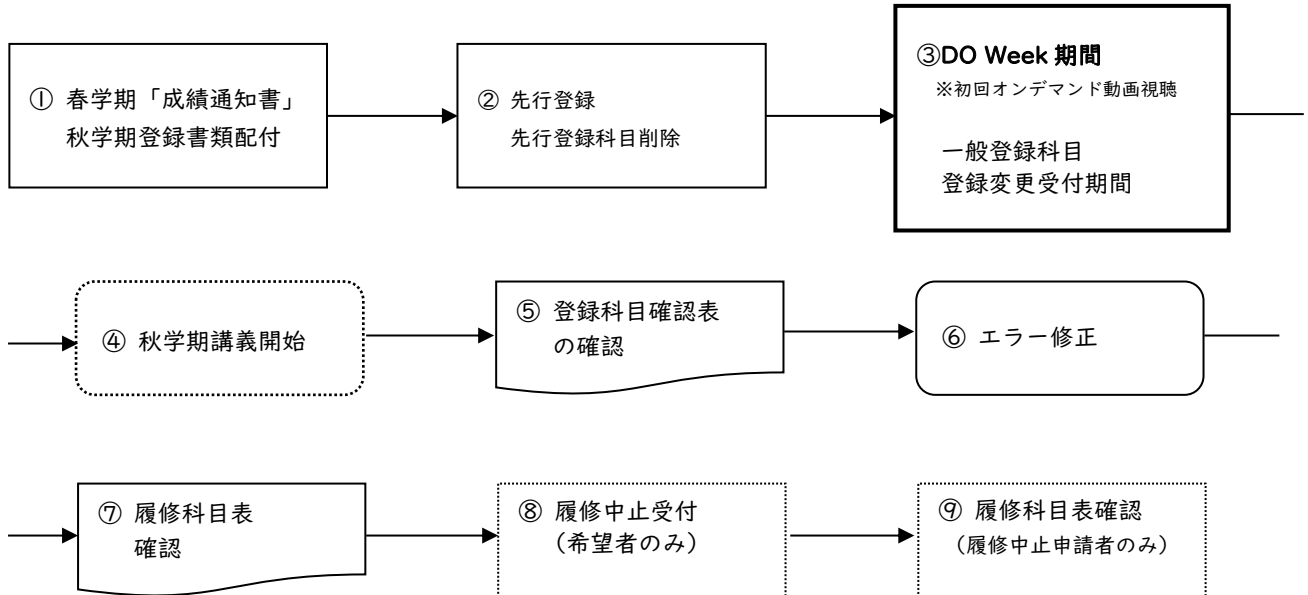 ① 春学期「成績通知書」
秋学期登録書類配付
② 先行登録
先行登録科目削除
③DO Week 期間
※初回オンデマンド動画視聴
一般登録科目
登録変更受付期間
④ 秋学期講義開始
⑤ 登録科目確認表
の確認
⑥ エラー修正
⑦ 履修科目表
確認
⑧ 履修中止受付
（希望者のみ）
⑨ 履修科目表確認
（履修中止申請者のみ）